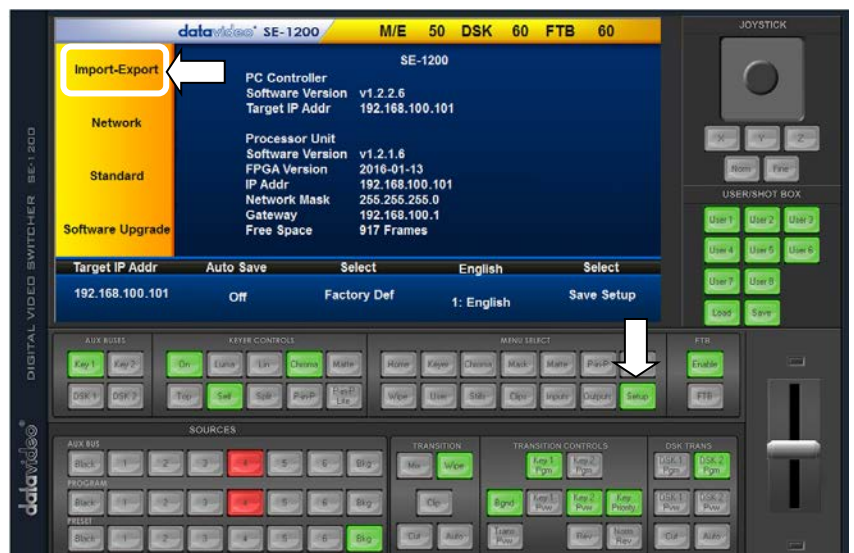 datavideo SE-1200 M/E 50 DSK 60 FTB 60
JOYSTICK
Import-Export
Network
Standard
Software Upgrade
SE-1200
PC Controller
Software Version v1.2.2.6
Target IP Addr 192.168.100.101
Processor Unit
Software Version v1.2.1.6
FPGA Version 2016-01-13
IP Addr 192.168.100.101
Network Mask 255.255.255.0
Gateway 192.168.100.1
Free Space 917 Frames
Target IP Addr Auto Save Select English Select
192.168.100.101 Off Factory Def 1: English Save Setup
X Y Z
Norm Fine
USER/SHOT BOX
User 1 User 2 User 3
User 4 User 5 User 6
User 7 User 8
Load Save
DIGITAL VIDEO SWITCHER SE-1200
datavideo
AUX BUSES KEYER CONTROLS MENU SELECT FTB
Key 1 Key 2 On Luma Lin Chroma Matte Home Keyer Chroma Mask Matte P-in-P Enable
DSK 1 DSK 2 Top Self Split P-in-P P-in-P Lite Wipe User Stills Clips Inputs Outputs Setup FTB
SOURCES
AUX BUS
Black 1 2 3 4 5 6 Bkg
PROGRAM
Black 1 2 3 4 5 6 Bkg
PRESET
Black 1 2 3 4 5 6 Bkg
TRANSITION
Mix Wipe
Clip
Cut Auto
TRANSITION CONTROLS
Key 1 Pgm Key 2 Pgm
Bgnd Key 1 Pvw Key 2 Pvw Key Priority
Trans Pvw Rev Norm Rev
DSK TRANS
DSK 1 Pgm DSK 2 Pgm
DSK 1 Pvw DSK 2 Pvw
Cut Auto